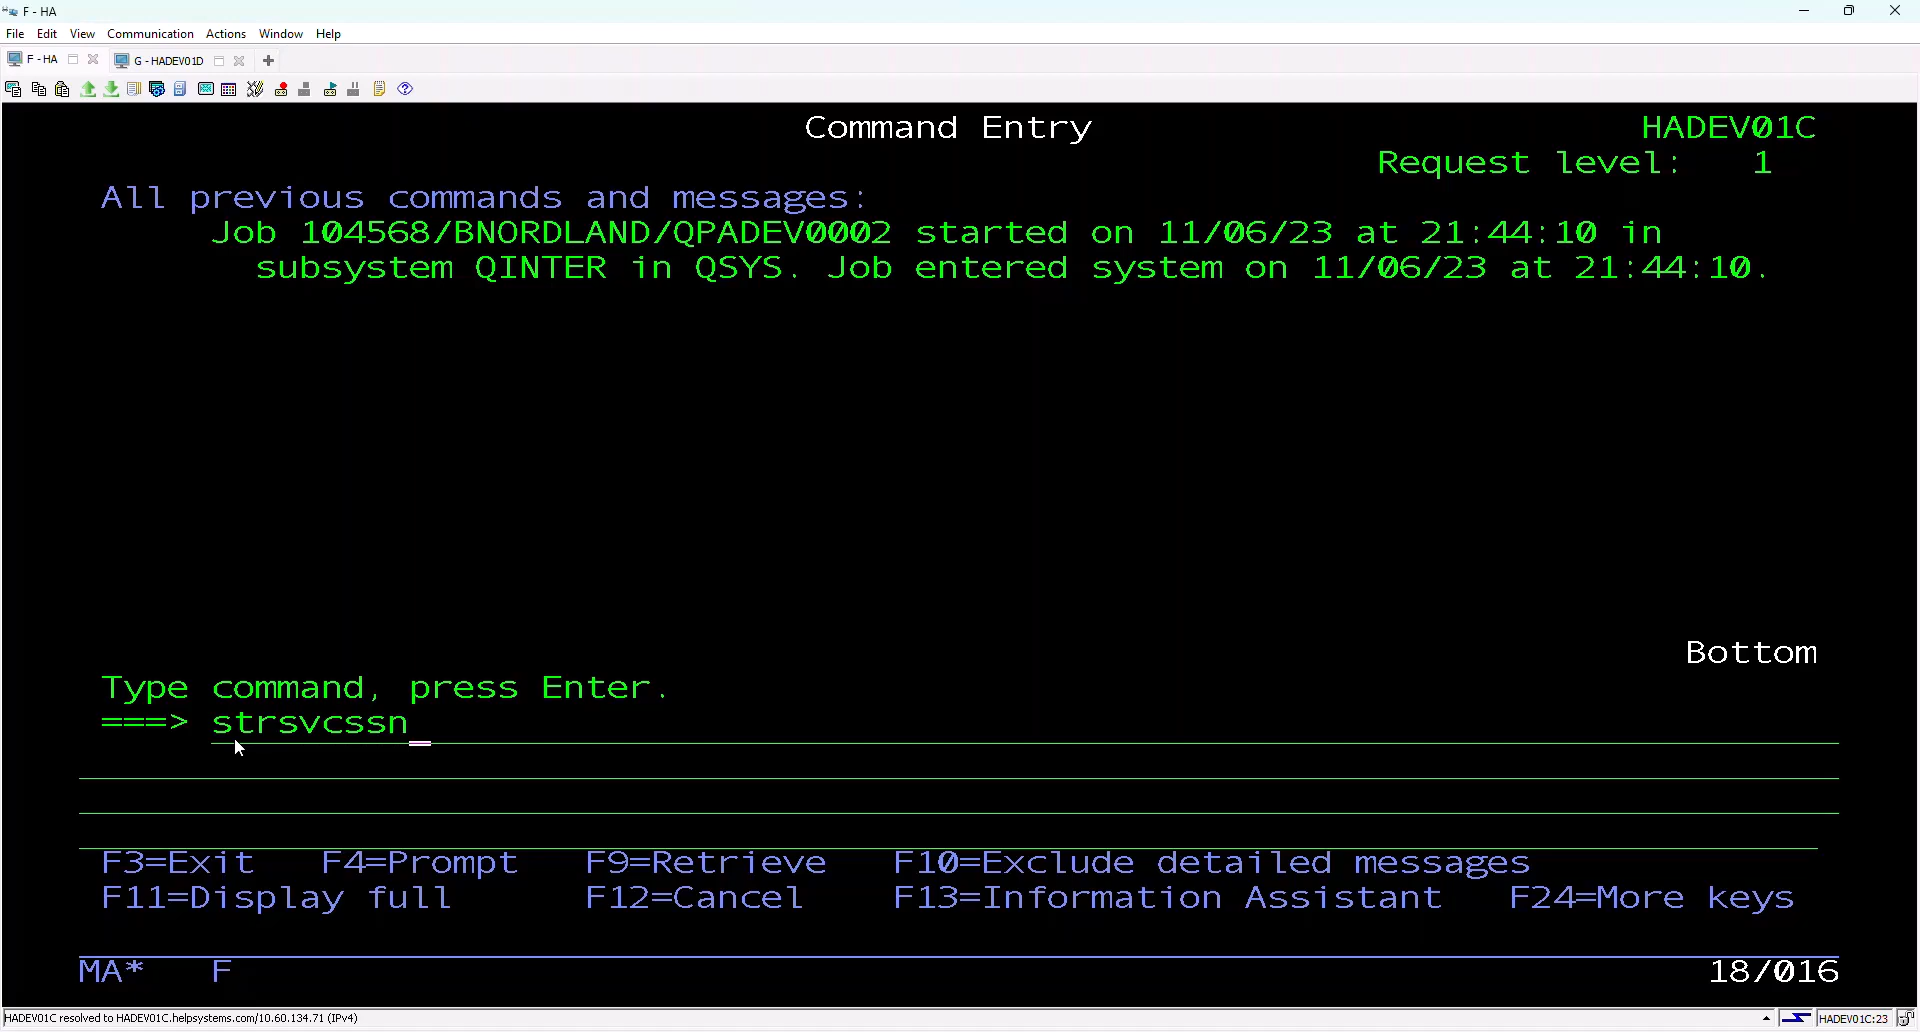 F - HA
File Edit View Communication Actions Window Help
F - HA G - HADEV01D
Command Entry HADEV01C
Request level: 1
All previous commands and messages:
Job 104568/BNORDLAND/QPADEV0002 started on 11/06/23 at 21:44:10 in
subsystem QINTER in QSYS. Job entered system on 11/06/23 at 21:44:10.
Bottom
Type command, press Enter.
===> strsvcssn
F3=Exit F4=Prompt F9=Retrieve F10=Exclude detailed messages
F11=Display full F12=Cancel F13=Information Assistant F24=More keys
MA* F 18/016
HADEV01C resolved to HADEV01C.helpsystems.com/10.60.134.71 (IPv4) HADEV01C:23